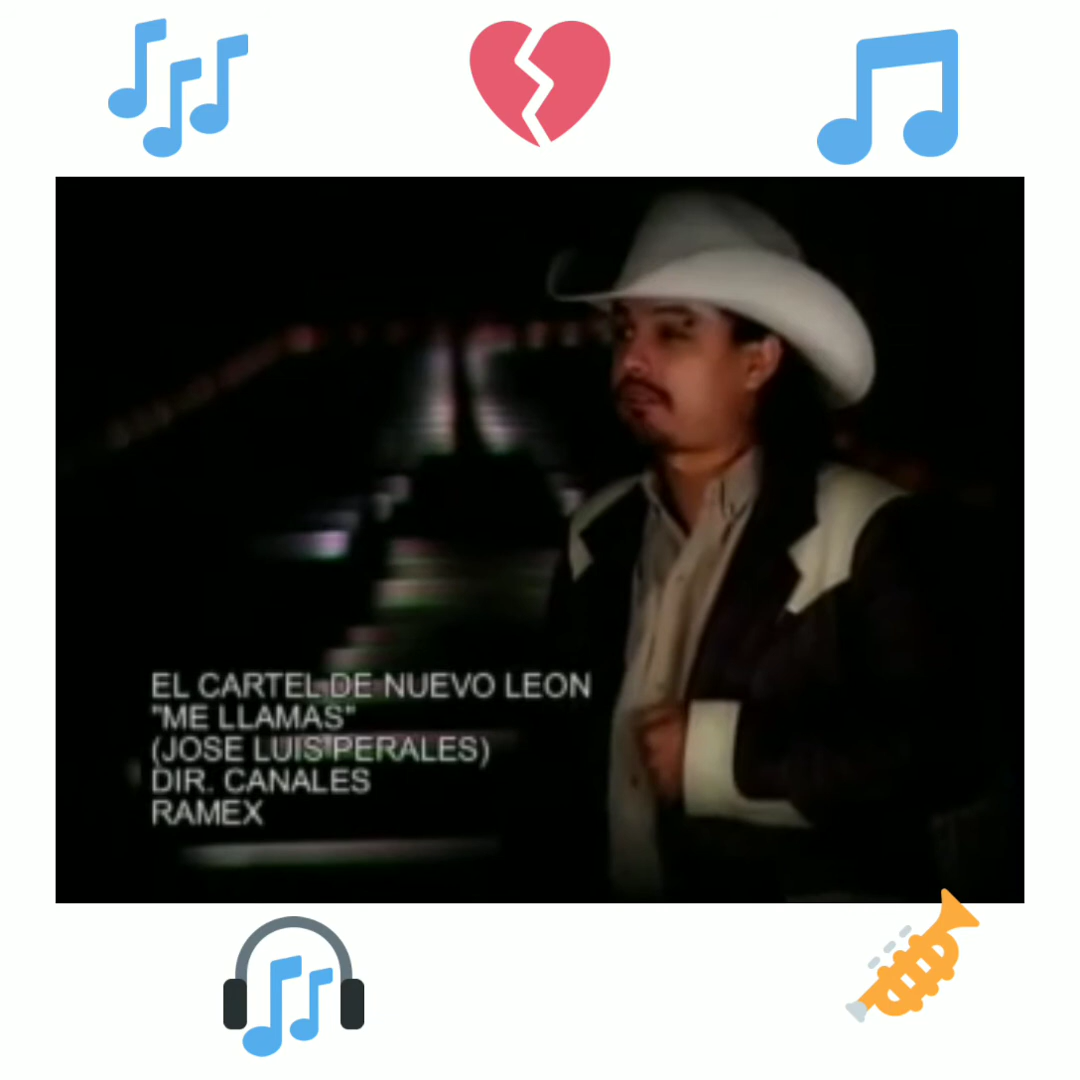 EL CARTEL DE NUEVO LEON
"ME LLAMAS"
(JOSE LUIS PERALES)
DIR. CANALES
RAMEX